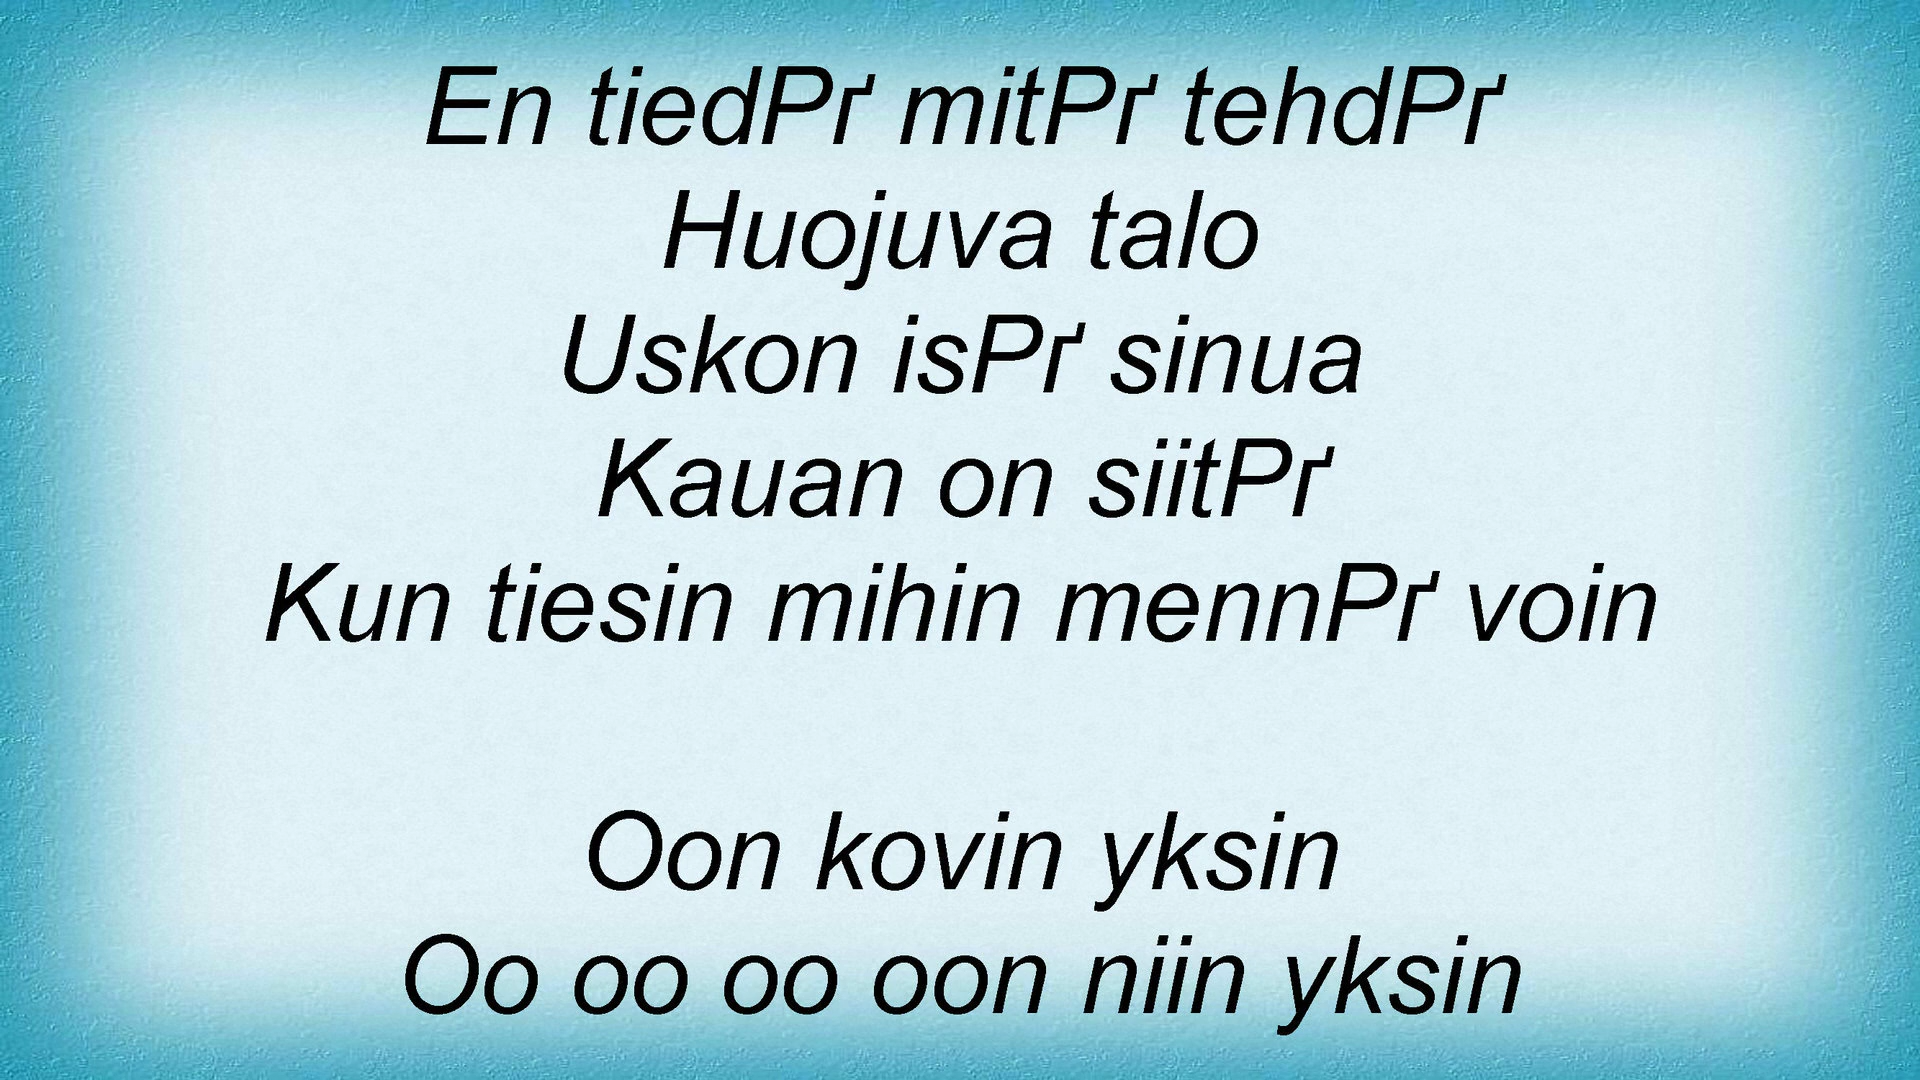 En tiedPґ mitPґ tehdPґ
Huojuva talo
Uskon isPґ sinua
Kauan on siitPґ
Kun tiesin mihin mennPґ voin
Oon kovin yksin
Oo oo oo oon niin yksin